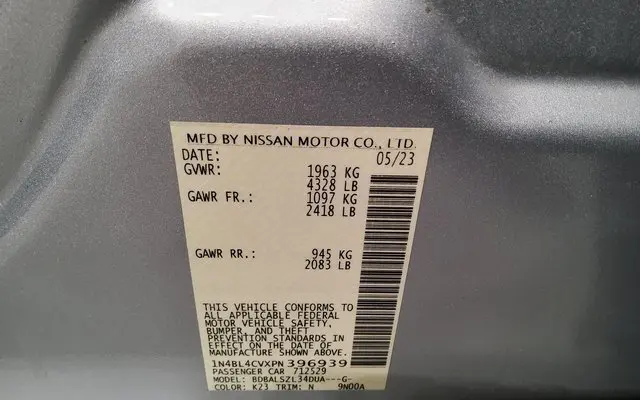 MFD BY NISSAN MOTOR CO., LTD.
DATE: 05/23
GVWR: 1963 KG
4328 LB
GAWR FR.: 1097 KG
2418 LB
GAWR RR.: 945 KG
2083 LB
THIS VEHICLE CONFORMS TO
ALL APPLICABLE FEDERAL
MOTOR VEHICLE SAFETY,
BUMPER, AND THEFT
PREVENTION STANDARDS IN
EFFECT ON THE DATE OF
MANUFACTURE SHOWN ABOVE.
1N4BL4CVXPN396939
PASSENGER CAR 712529
MODEL: BDBALSZL34DUA---G-
COLOR: K23 TRIM: N 9N00A